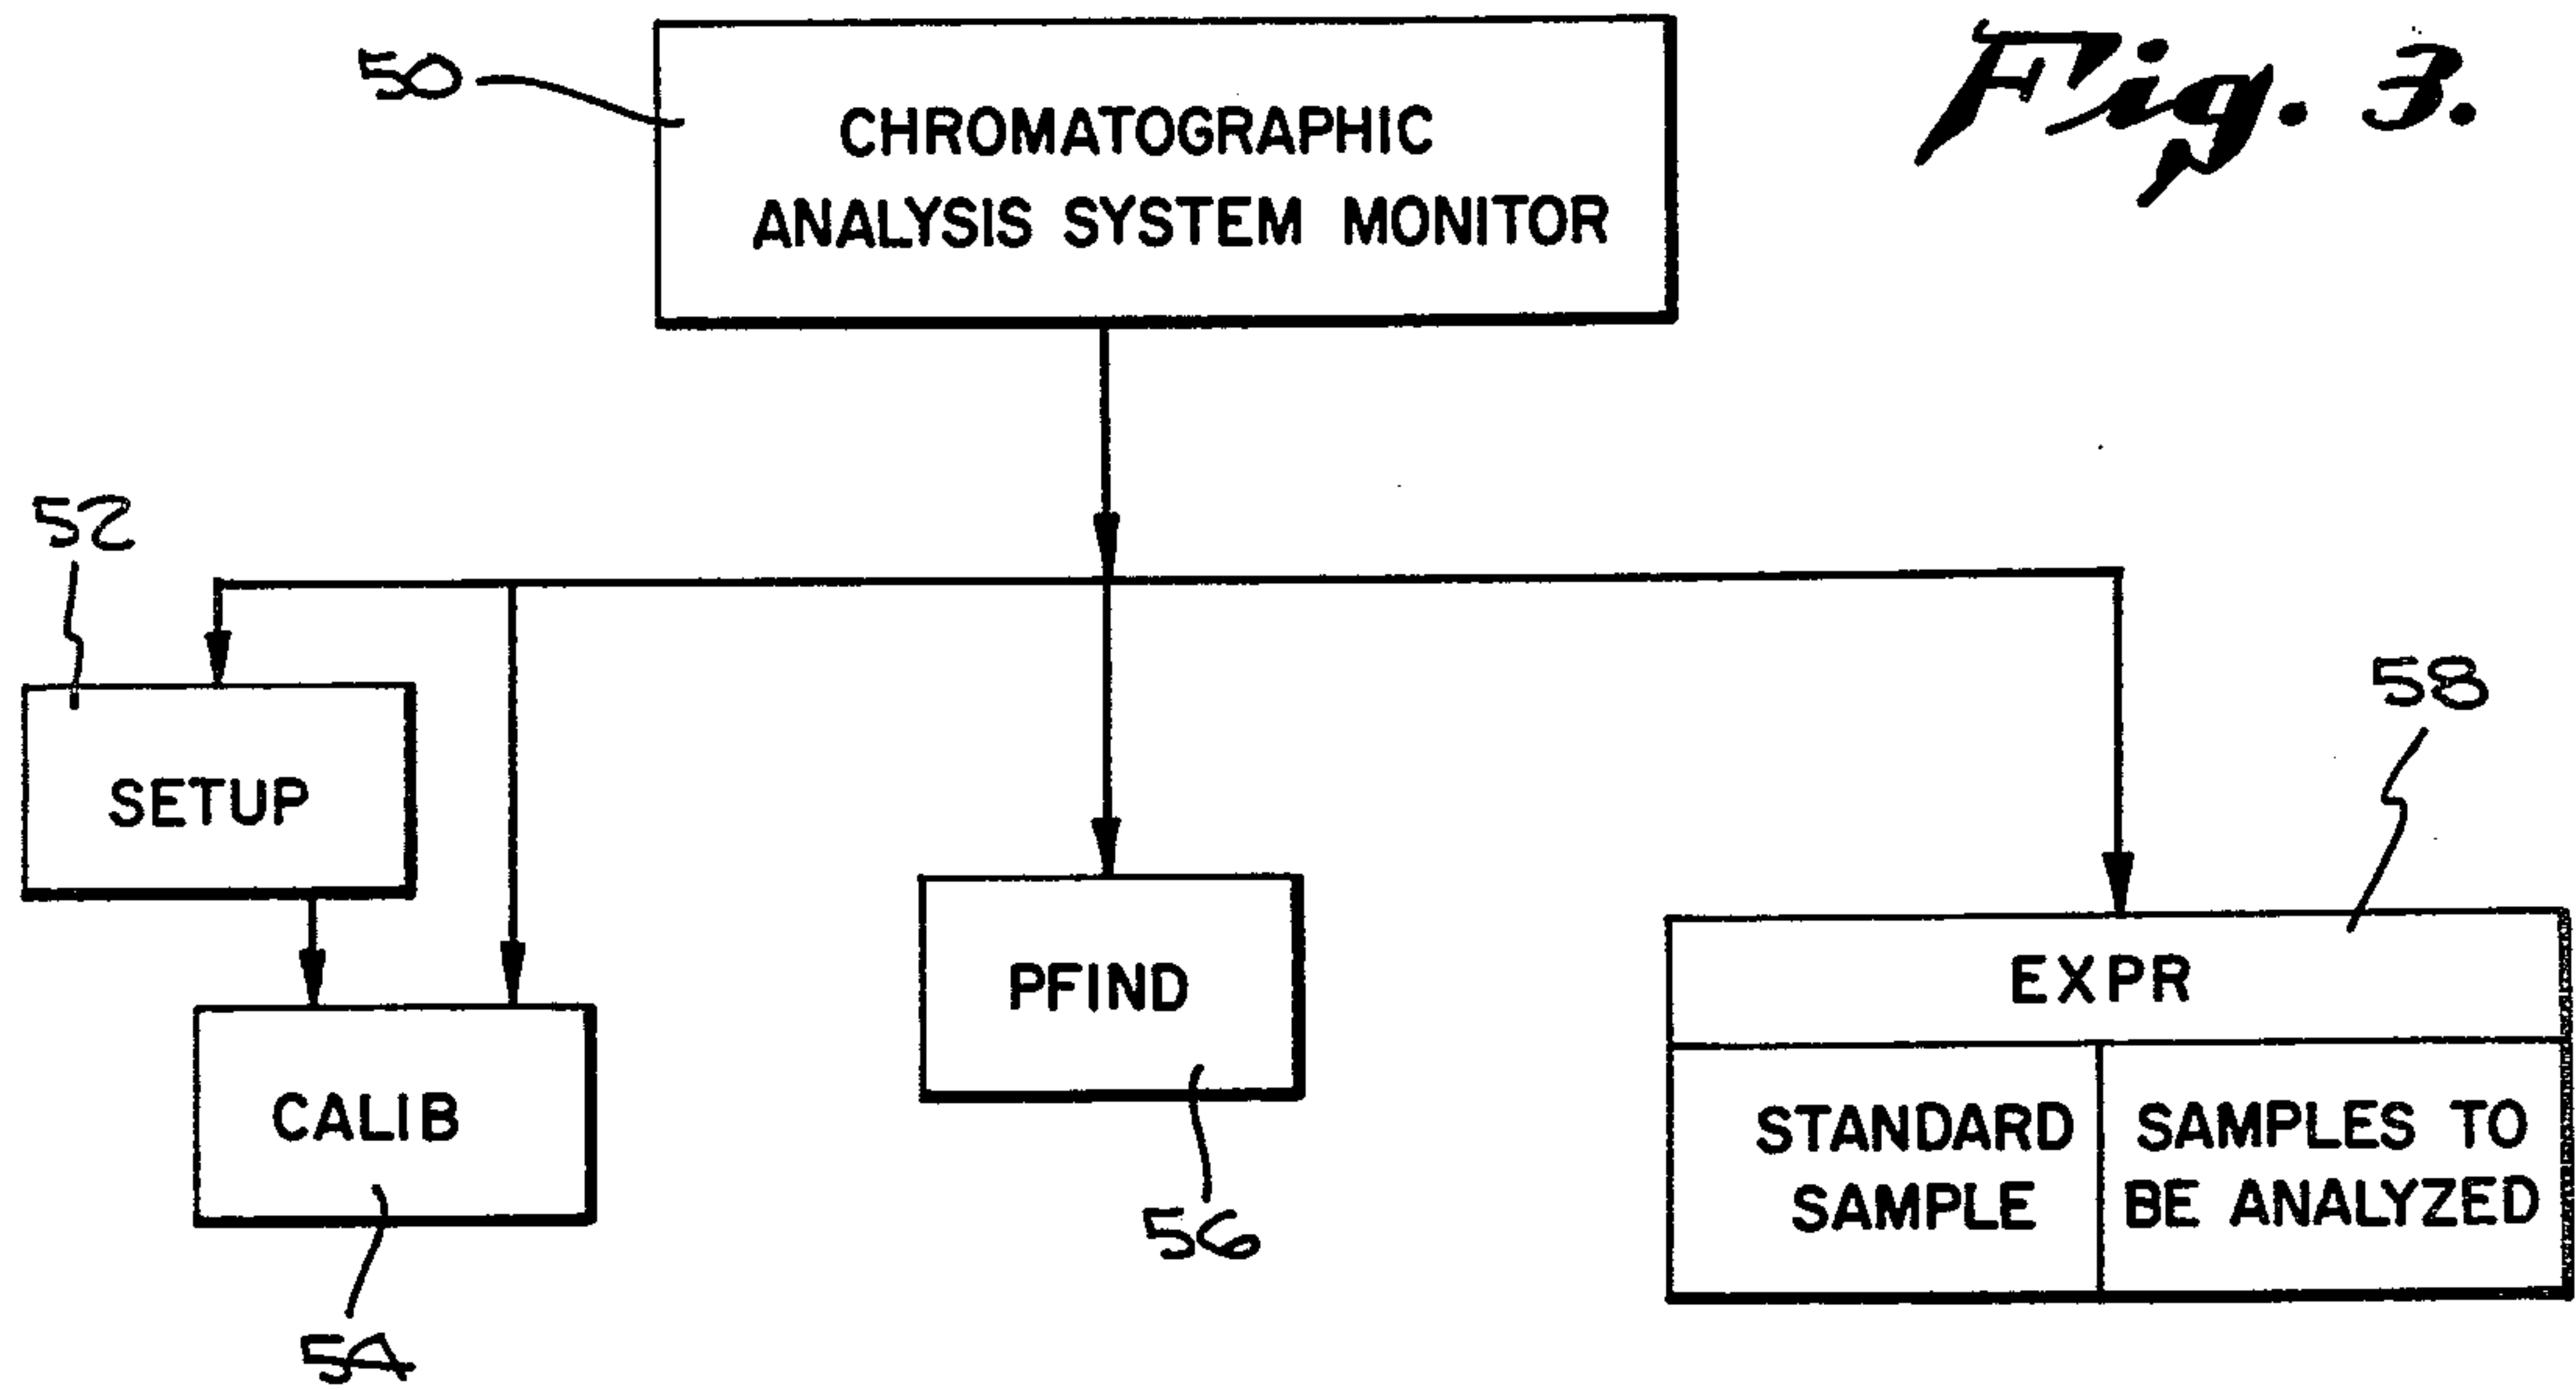 Fig. 3.
50
CHROMATOGRAPHIC
ANALYSIS SYSTEM MONITOR
52
SETUP
58
PFIND
EXPR
CALIB
STANDARD
SAMPLE
SAMPLES TO
BE ANALYZED
56
54